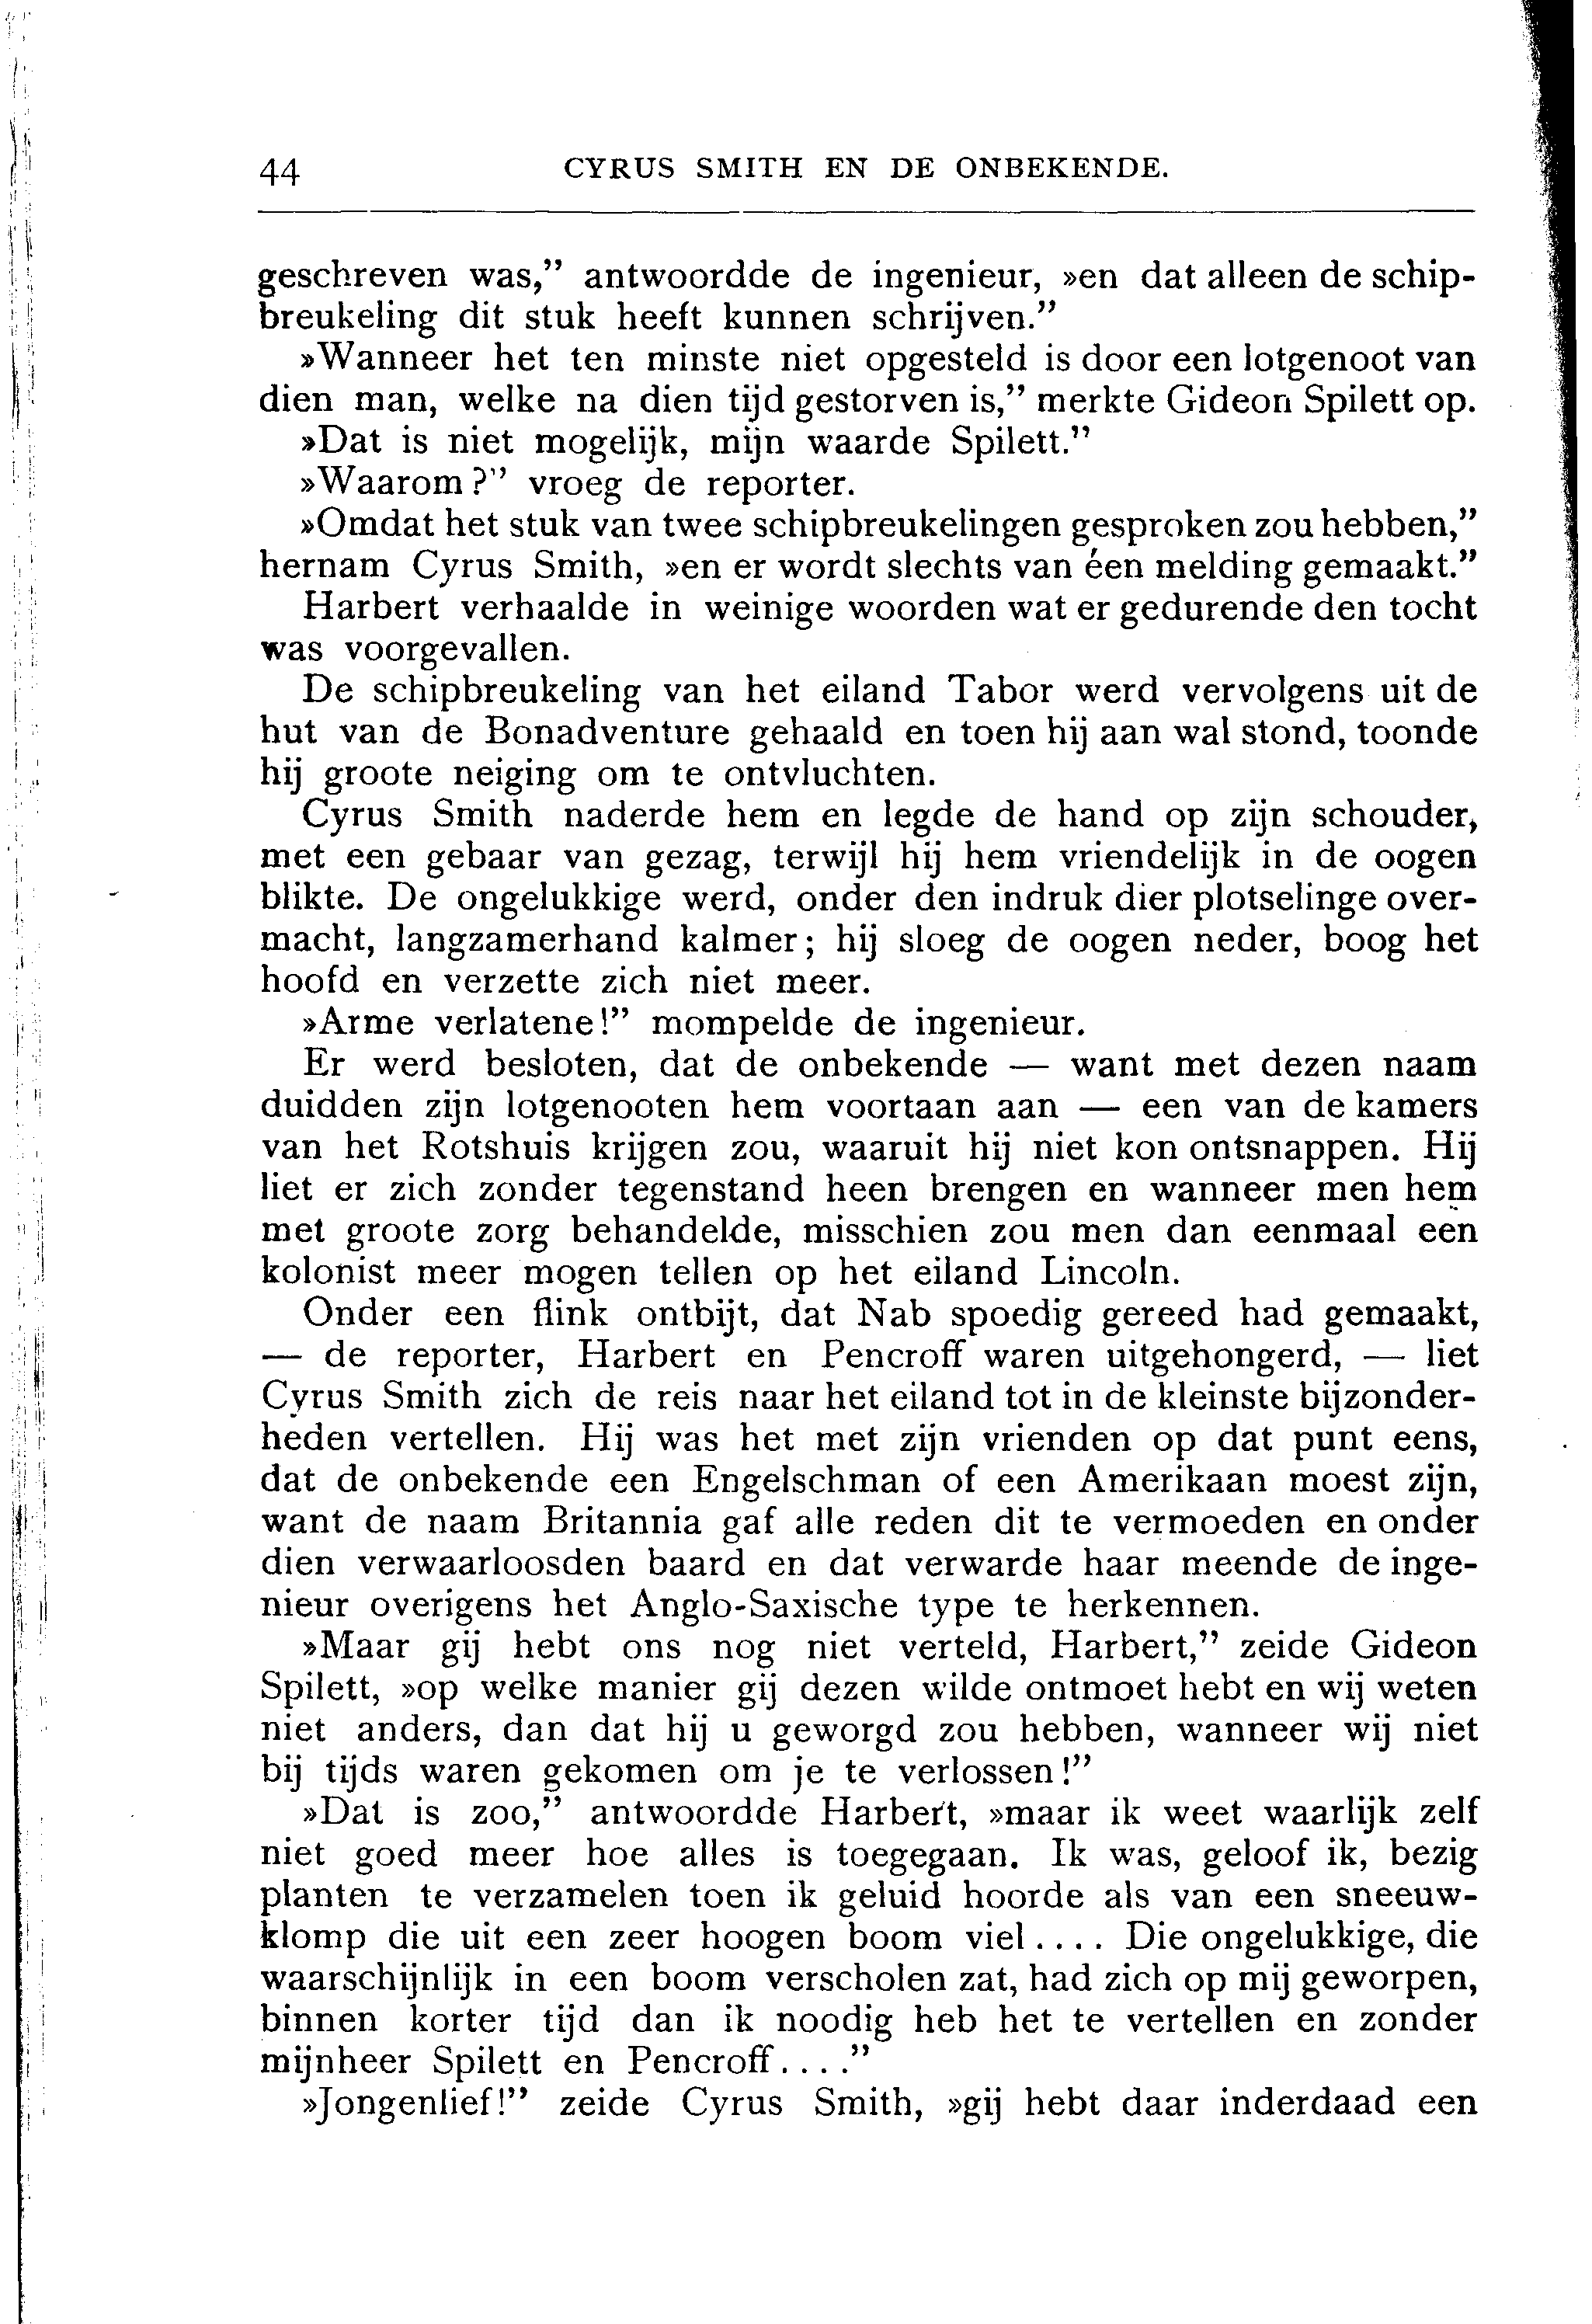 44 CYRUS SMITH EN DE ONBEKENDE.
geschreven was,” antwoordde de ingenieur, »en dat alleen de schip-
breukeling dit stuk heeft kunnen schrijven.”
»Wanneer het ten minste niet opgesteld is door een lotgenoot van
dien man, welke na dien tijd gestorven is,” merkte Gideon Spilett op.
»Dat is niet mogelijk, mijn waarde Spilett.”
»Waarom?” vroeg de reporter.
»Omdat het stuk van twee schipbreukelingen gesproken zou hebben,”
hernam Cyrus Smith, »en er wordt slechts van éen melding gemaakt.”
Harbert verhaalde in weinige woorden wat er gedurende den tocht
was voorgevallen.
De schipbreukeling van het eiland Tabor werd vervolgens uit de
hut van de Bonadventure gehaald en toen hij aan wal stond, toonde
hij groote neiging om te ontvluchten.
Cyrus Smith naderde hem en legde de hand op zijn schouder,
met een gebaar van gezag, terwijl hij hem vriendelijk in de oogen
blikte. De ongelukkige werd, onder den indruk dier plotselinge over-
macht, langzamerhand kalmer; hij sloeg de oogen neder, boog het
hoofd en verzette zich niet meer.
»Arme verlatene!” mompelde de ingenieur.
Er werd besloten, dat de onbekende — want met dezen naam
duidden zijn lotgenooten hem voortaan aan — een van de kamers
van het Rotshuis krijgen zou, waaruit hij niet kon ontsnappen. Hij
liet er zich zonder tegenstand heen brengen en wanneer men hem
met groote zorg behandelde, misschien zou men dan eenmaal een
kolonist meer mogen tellen op het eiland Lincoln.
Onder een flink ontbijt, dat Nab spoedig gereed had gemaakt,
— de reporter, Harbert en Pencroff waren uitgehongerd, — liet
Cyrus Smith zich de reis naar het eiland tot in de kleinste bijzonder-
heden vertellen. Hij was het met zijn vrienden op dat punt eens,
dat de onbekende een Engelschman of een Amerikaan moest zijn,
want de naam Britannia gaf alle reden dit te vermoeden en onder
dien verwaarloosden baard en dat verwarde haar meende de inge-
nieur overigens het Anglo-Saxische type te herkennen.
»Maar gij hebt ons nog niet verteld, Harbert,” zeide Gideon
Spilett, »op welke manier gij dezen wilde ontmoet hebt en wij weten
niet anders, dan dat hij u geworgd zou hebben, wanneer wij niet
bij tijds waren gekomen om je te verlossen!”
»Dat is zoo,” antwoordde Harbert, »maar ik weet waarlijk zelf
niet goed meer hoe alles is toegegaan. Ik was, geloof ik, bezig
planten te verzamelen toen ik geluid hoorde als van een sneeuw-
klomp die uit een zeer hoogen boom viel.... Die ongelukkige, die
waarschijnlijk in een boom verscholen zat, had zich op mij geworpen,
binnen korter tijd dan ik noodig heb het te vertellen en zonder
mijnheer Spilett en Pencroff....”
»Jongenlief!” zeide Cyrus Smith, »gij hebt daar inderdaad een